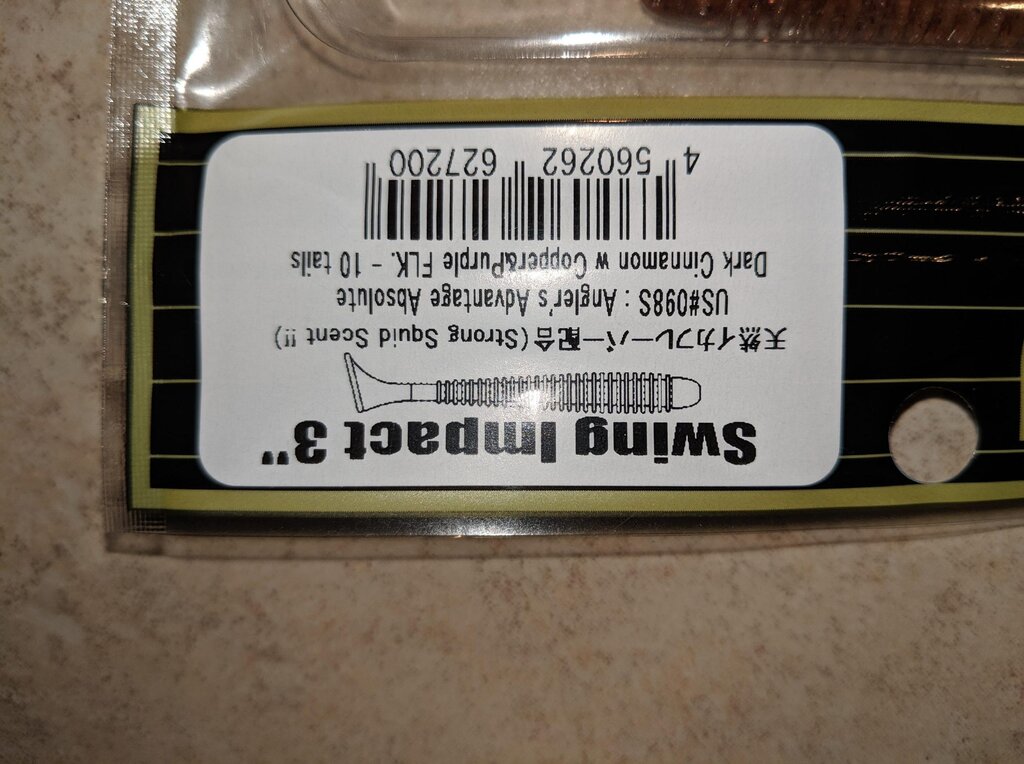 Swing Impact 3"
天然イカフレーバー配合(Strong Squid Scent !!)
US#098S : Angler's Advantage Absolute
Dark Cinnamon w Copper&Purple FLK. - 10 tails
4 560262 627200